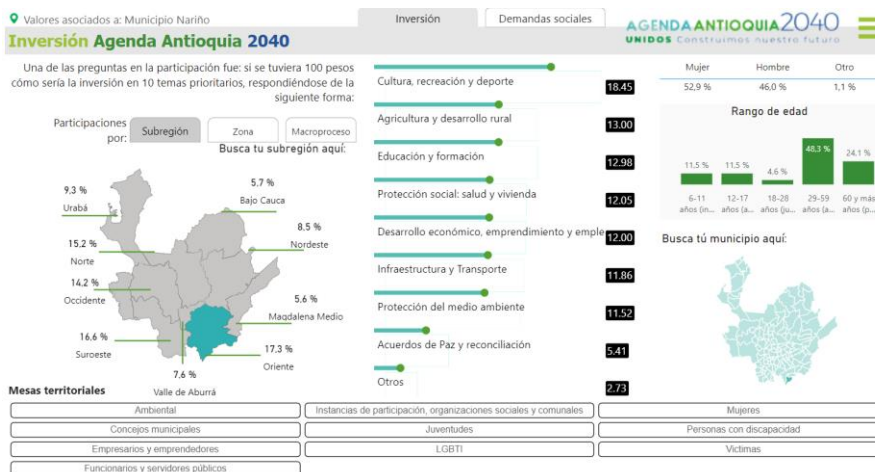 Valores asociados a: Municipio Nariño
Inversión
Demandas sociales
AGENDA ANTIOQUIA 2040
UNIDOS Construimos nuestro futuro
Inversión Agenda Antioquia 2040
Una de las preguntas en la participación fue: si se tuviera 100 pesos
cómo sería la inversión en 10 temas prioritarios, respondiéndose de la
siguiente forma:
Participaciones
por:
Subregión
Zona
Macroproceso
Busca tu subregión aquí:
9.3 %
Urabá
5.7 %
Bajo Cauca
8.5 %
Nordeste
15.2 %
Norte
14.2 %
Occidente
5.6 %
Magdalena Medio
16.6 %
Suroeste
17.3 %
Oriente
7.6 %
Valle de Aburrá
Cultura, recreación y deporte
18.45
Agricultura y desarrollo rural
13.00
Educación y formación
12.98
Protección social: salud y vivienda
12.05
Desarrollo económico, emprendimiento y emple
12.00
Infraestructura y Transporte
11.86
Protección del medio ambiente
11.52
Acuerdos de Paz y reconciliación
5.41
Otros
2.73
Mujer Hombre Otro
52,9 % 46,0 % 1,1 %
Rango de edad
11.5 % 11.5 % 4.6 % 48,3 % 24,1 %
6-11 12-17 18-28 29-59 60 y más
años (in... años (a... años (ju... años (a... años (p...
Busca tú municipio aquí:
Mesas territoriales
Ambiental
Instancias de participación, organizaciones sociales y comunales
Mujeres
Concejos municipales
Juventudes
Personas con discapacidad
Empresarios y emprendedores
LGBTI
Victimas
Funcionarios y servidores públicos